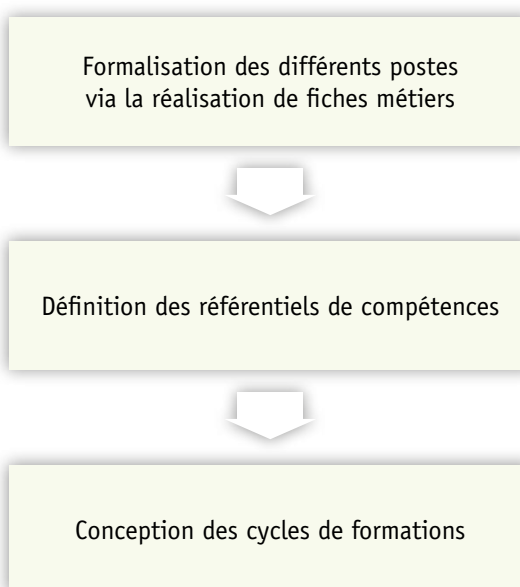 Formalisation des différents postes
via la réalisation de fiches métiers
Définition des référentiels de compétences
Conception des cycles de formations